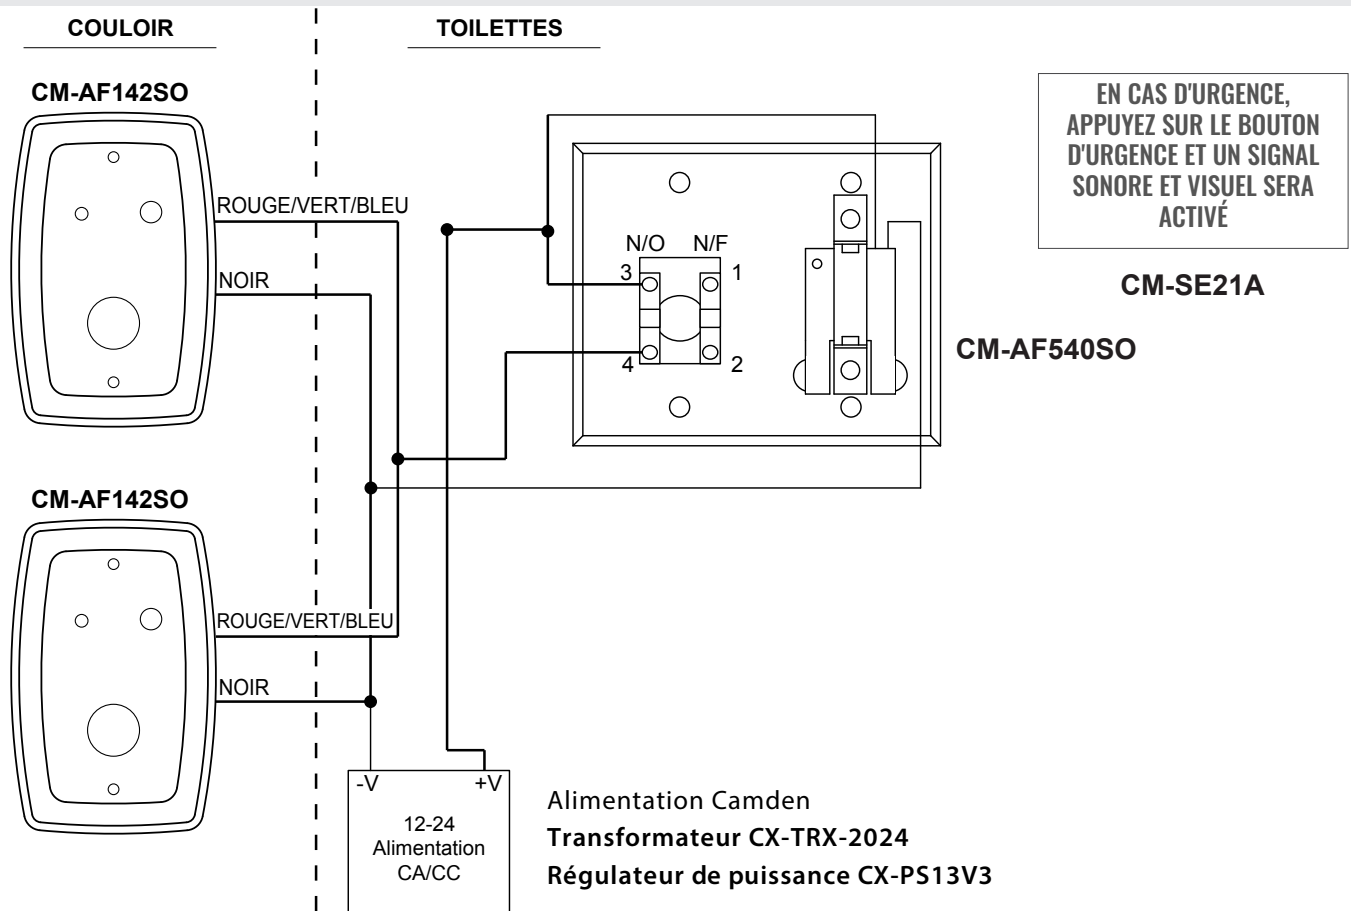 COULOIR
TOILETTES
CM-AF142SO
EN CAS D'URGENCE,
APPUYEZ SUR LE BOUTON
D'URGENCE ET UN SIGNAL
SONORE ET VISUEL SERA
ACTIVÉ
ROUGE/VERT/BLEU
N/O N/F
3 1
NOIR
CM-SE21A
CM-AF540SO
4 2
CM-AF142SO
ROUGE/VERT/BLEU
NOIR
-V +V
12-24
Alimentation
CA/CC
Alimentation Camden
Transformateur CX-TRX-2024
Régulateur de puissance CX-PS13V3